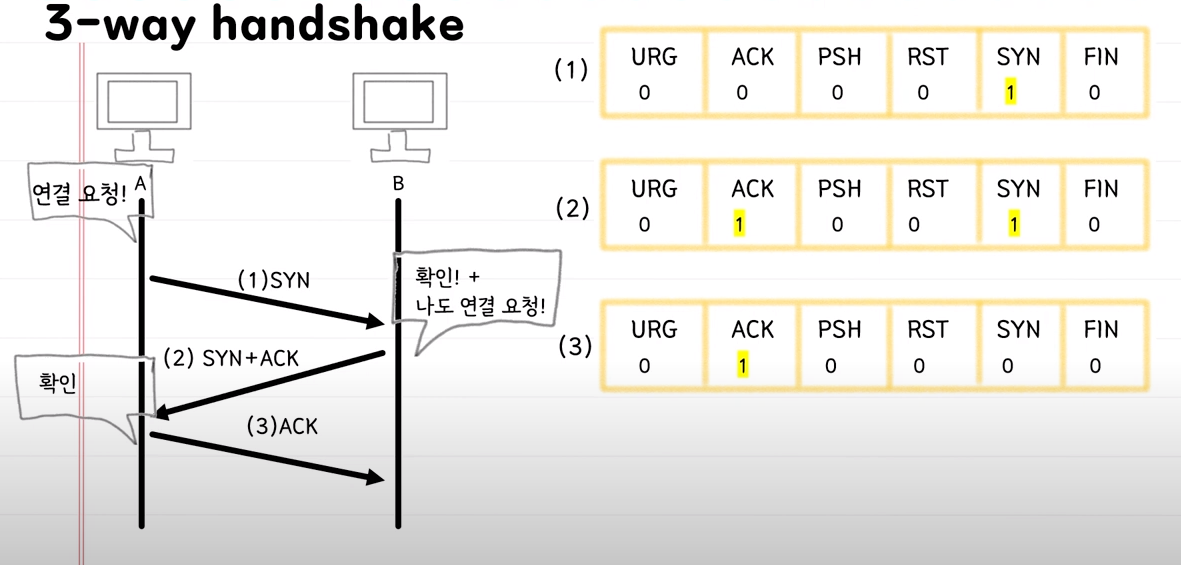 3-way handshake
(1)
URG ACK PSH RST SYN FIN
0 0 0 0 1 0
연결 요청!
A
B
(2)
URG ACK PSH RST SYN FIN
0 1 0 0 1 0
(1)SYN
확인! +
나도 연결 요청!
(2) SYN+ACK
확인
(3)ACK
(3)
URG ACK PSH RST SYN FIN
0 1 0 0 0 0